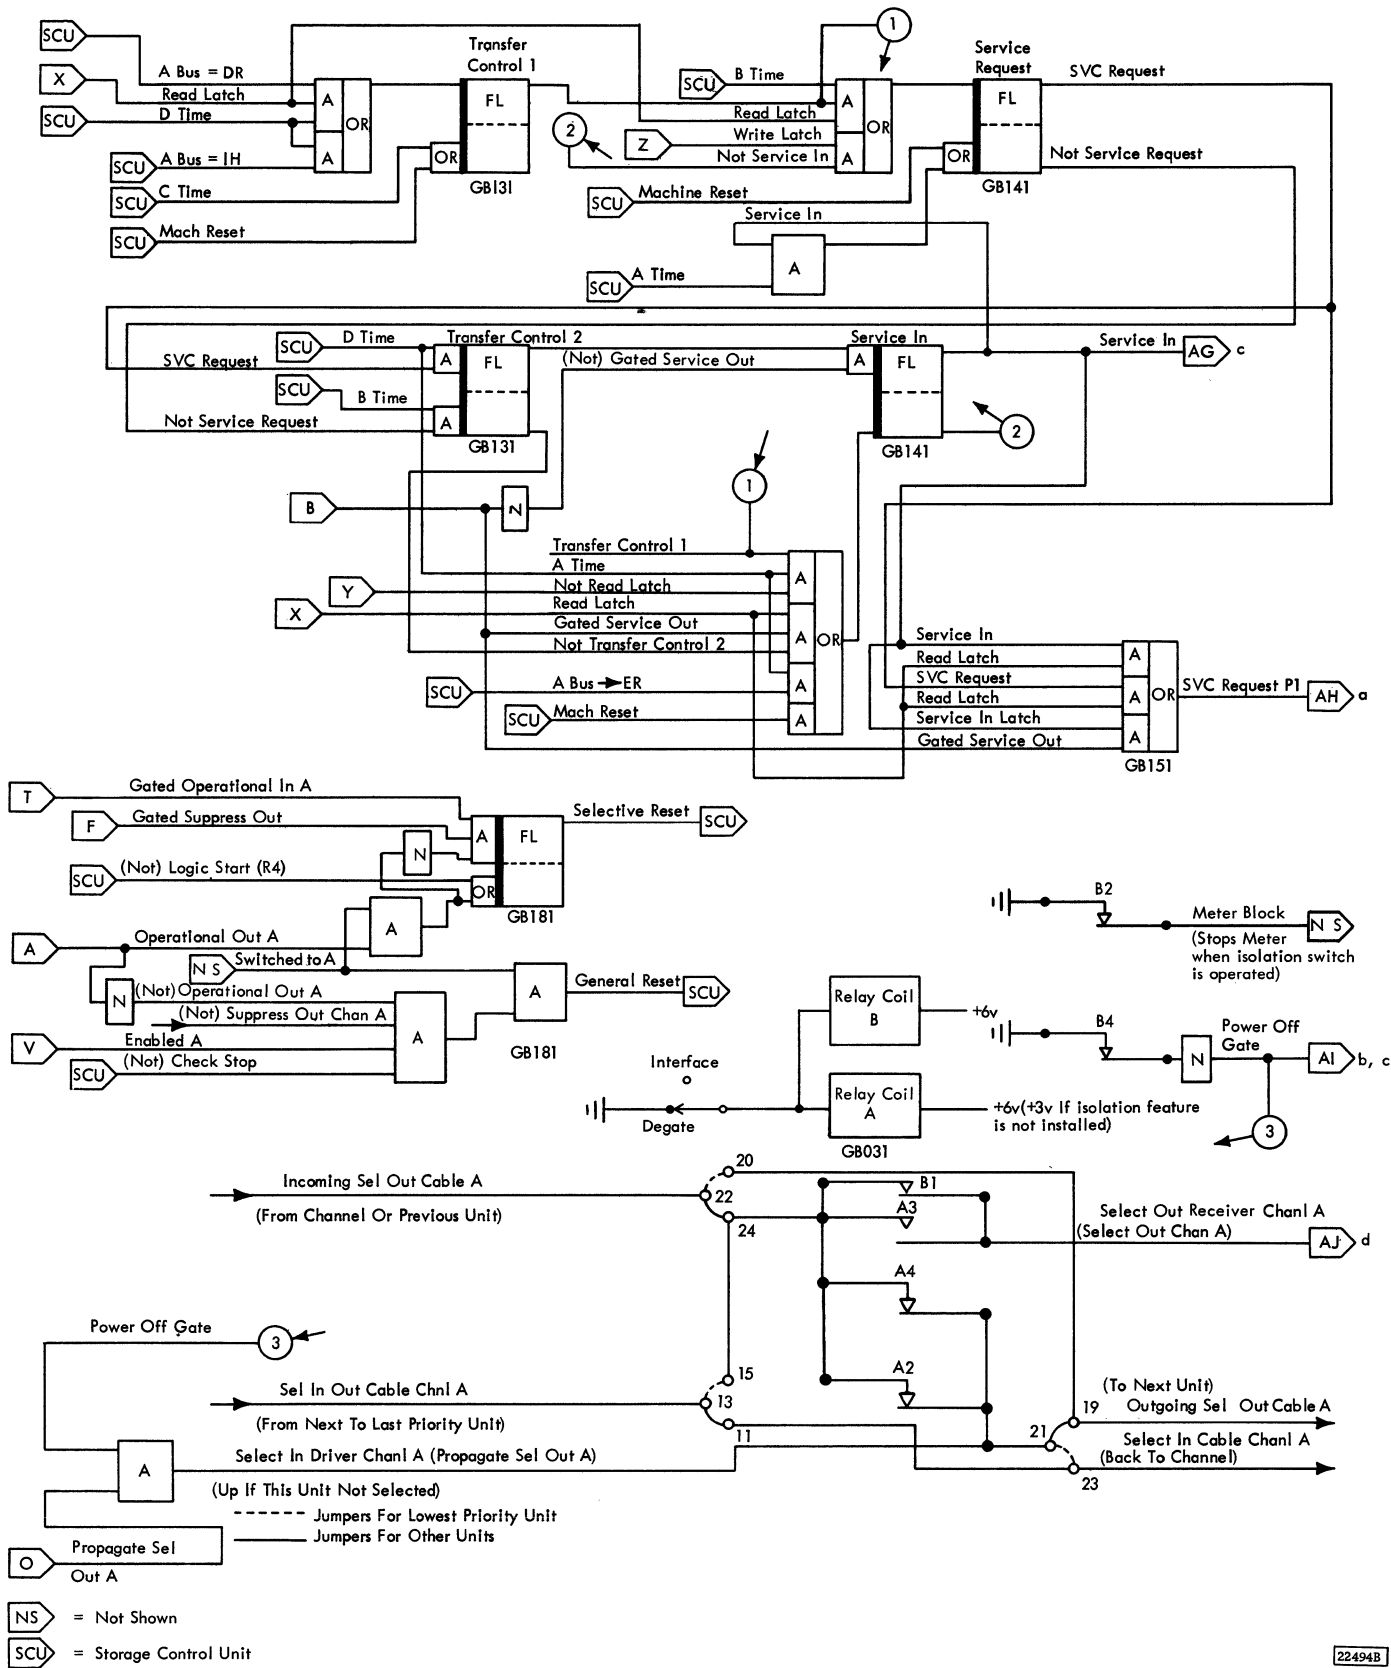 SCU
Transfer
Control 1
1
Service
Request
X
A Bus = DR
Read Latch
SCU
D Time
A
OR
A
FL
SCU
B Time
A
OR
A
FL
SVC Request
Read Latch
2
Z
Write Latch
Not Service In
SCU
A Bus = IH
OR
OR
Not Service Request
GB131
GB141
SCU
C Time
SCU
Machine Reset
SCU
Mach Reset
Service In
A
SCU
A Time
SCU
D Time
Transfer Control 2
Service In
A
FL
(Not) Gated Service Out
A
FL
Service In
AG
c
SVC Request
SCU
B Time
Not Service Request
A
GB131
GB141
2
1
B
N
Transfer Control 1
A Time
A
Y
Not Read Latch
X
Read Latch
Gated Service Out
A
OR
Not Transfer Control 2
SCU
A Bus → ER
A
SCU
Mach Reset
A
Service In
A
Read Latch
SVC Request
A
OR
SVC Request P1
AH
a
Read Latch
Service In Latch
A
Gated Service Out
GB151
T
Gated Operational In A
F
Gated Suppress Out
A
FL
Selective Reset
SCU
N
SCU
(Not) Logic Start (R4)
OR
GB181
A
A
Operational Out A
N S
Switched to A
A
General Reset
SCU
N
(Not) Operational Out A
(Not) Suppress Out Chan A
A
V
Enabled A
SCU
(Not) Check Stop
GB181
B2
Meter Block
N S
(Stops Meter
when isolation switch
is operated)
Relay Coil
B
+6v
B4
Power Off
Gate
N
AI
b, c
Interface
Degate
Relay Coil
A
+6v(+3v If isolation feature
is not installed)
GB031
3
Incoming Sel Out Cable A
(From Channel Or Previous Unit)
20
22
24
B1
A3
Select Out Receiver Chanl A
(Select Out Chan A)
AJ
d
A4
Power Off Gate
3
A2
Sel In Out Cable Chnl A
(From Next To Last Priority Unit)
15
13
11
(To Next Unit)
19
Outgoing Sel Out Cable A
21
Select In Cable Chanl A
(Back To Channel)
23
A
Select In Driver Chanl A (Propagate Sel Out A)
(Up If This Unit Not Selected)
Jumpers For Lowest Priority Unit
Jumpers For Other Units
O
Propagate Sel
Out A
NS = Not Shown
SCU = Storage Control Unit
22494B